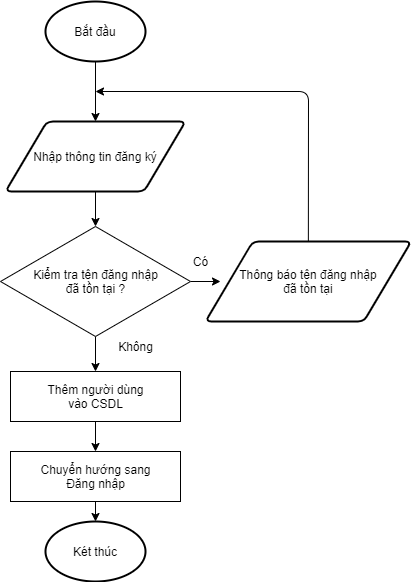 Bắt đầu
Nhập thông tin đăng ký
Kiểm tra tên đăng nhập
đã tồn tại ?
Có
Thông báo tên đăng nhập
đã tồn tại
Không
Thêm người dùng
vào CSDL
Chuyển hướng sang
Đăng nhập
Kêt thúc